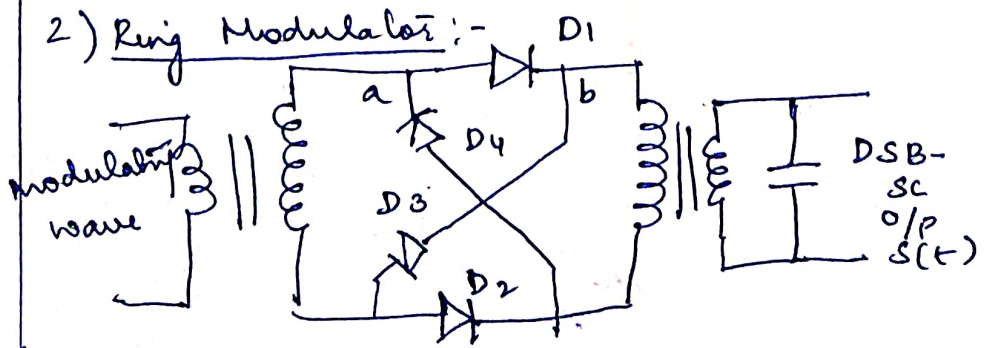 2) Ring Modulator :-
D1
a
b
D4
modulating
wave
D3
D2
DSB-
SC
O/P
S(t)